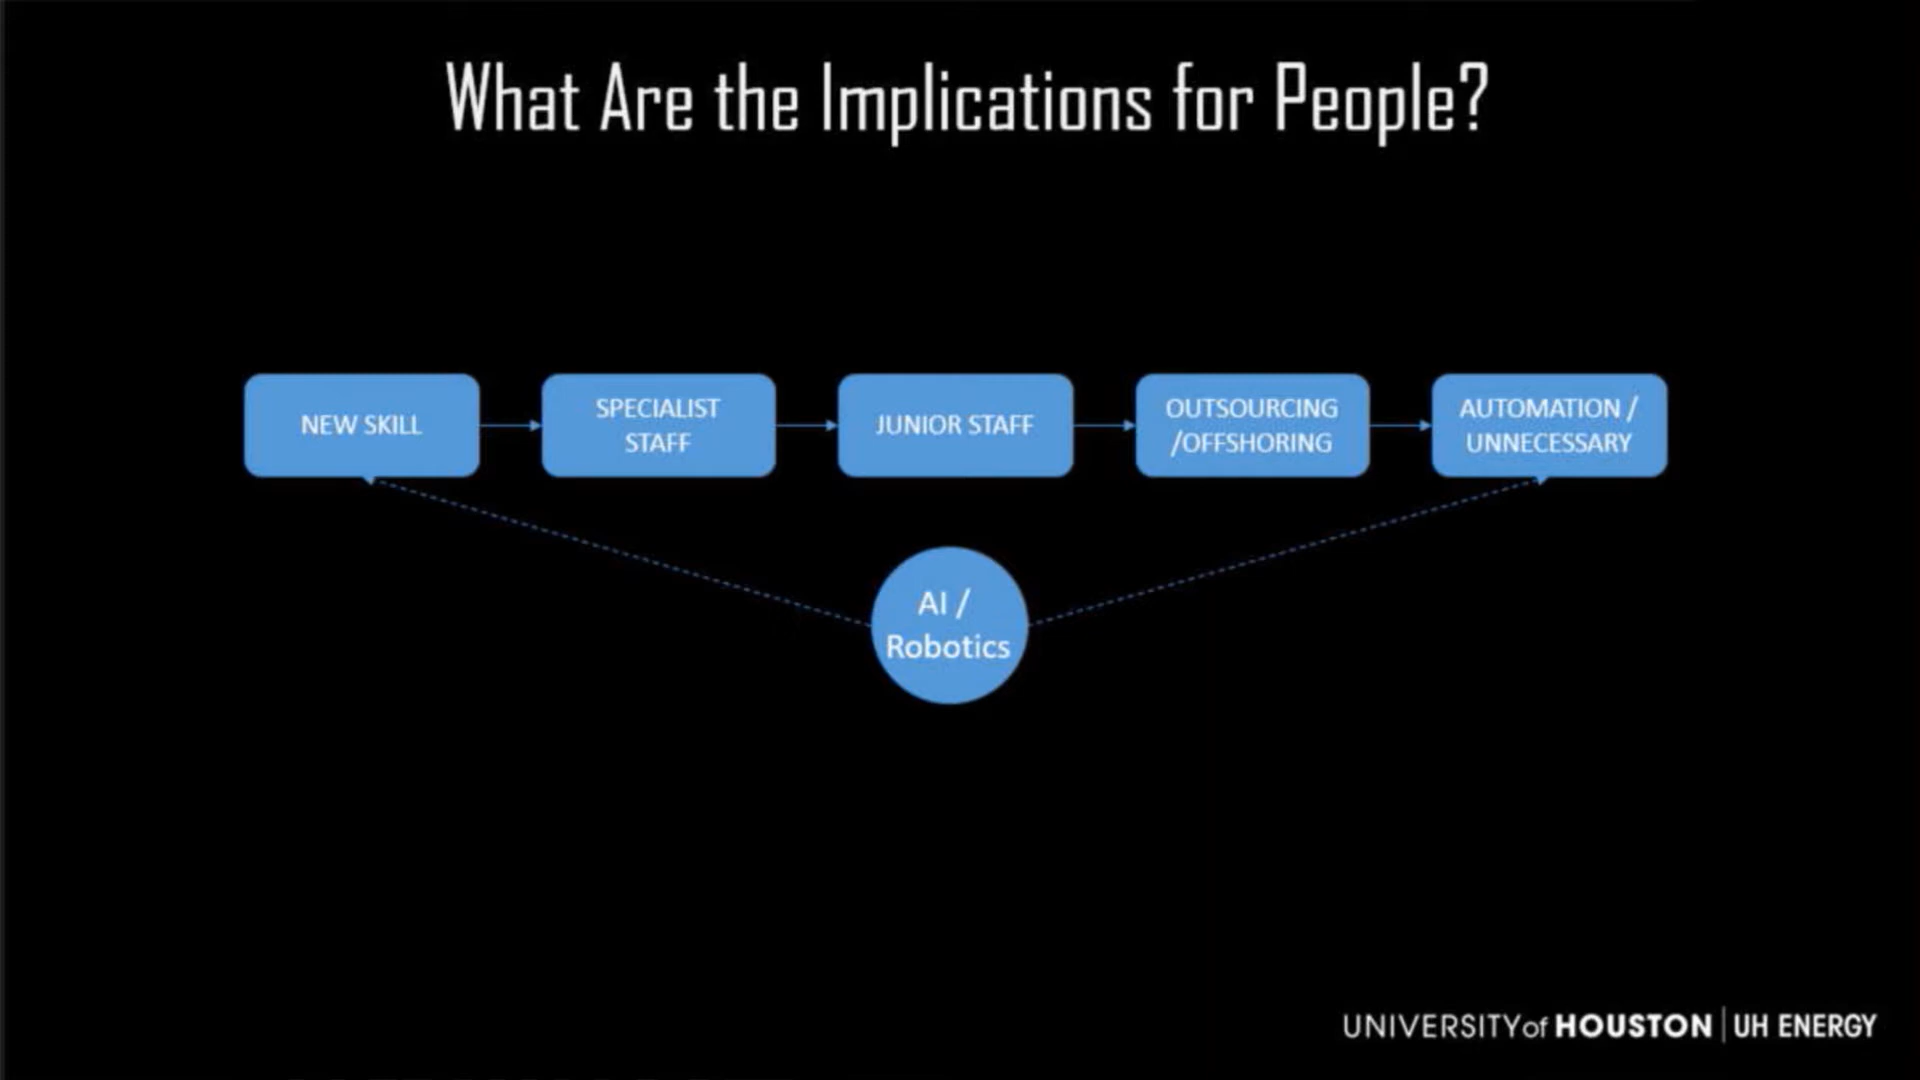 What Are the Implications for People?
NEW SKILL
SPECIALIST
STAFF
JUNIOR STAFF
OUTSOURCING
/OFFSHORING
AUTOMATION /
UNNECESSARY
AI /
Robotics
UNIVERSITY of HOUSTON | UH ENERGY